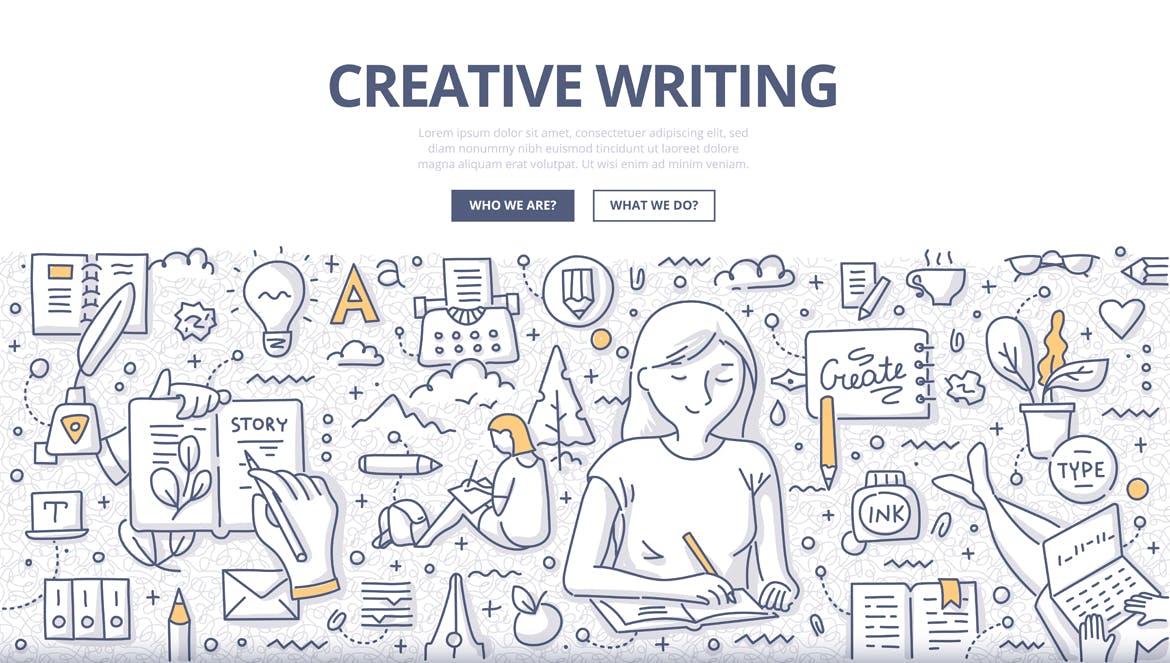 CREATIVE WRITING
Lorem ipsum dolor sit amet, consectetuer adipiscing elit, sed
diam nonummy nibh euismod tincidunt ut laoreet dolore
magna aliquam erat volutpat. Ut wisi enim ad minim veniam.
WHO WE ARE?
WHAT WE DO?
A a
Create
STORY
TYPE
T
INK